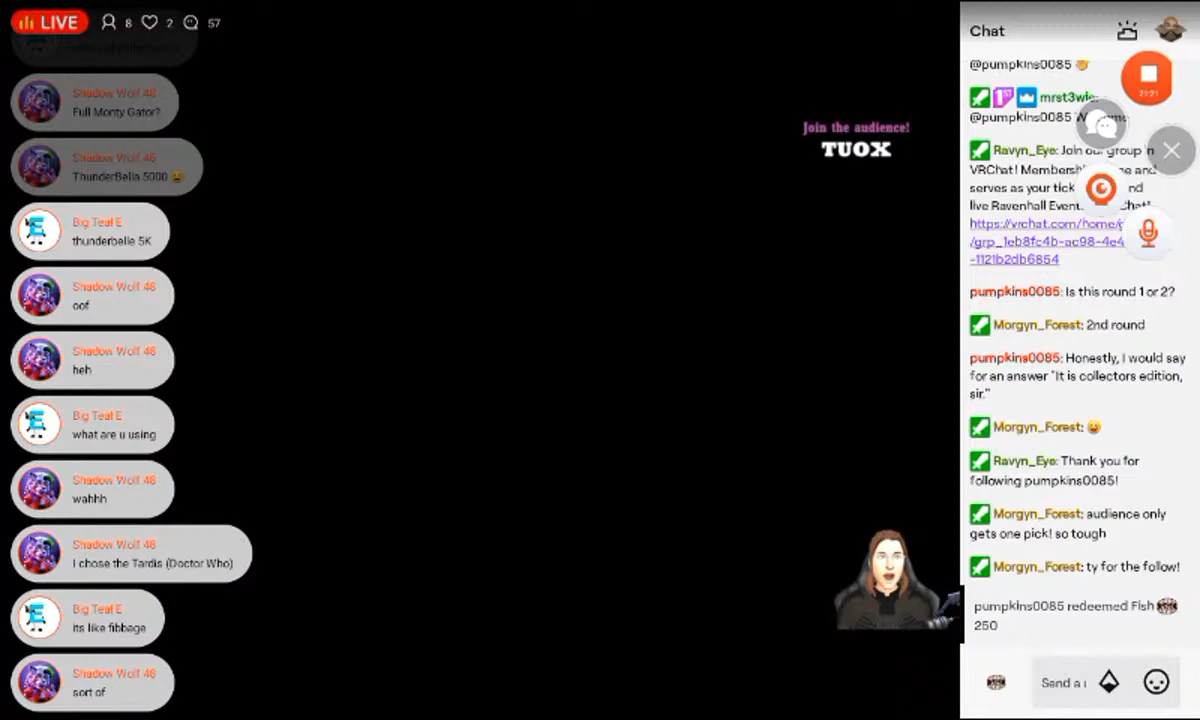 LIVE 8 2 57
Shadow Wolf 48
Full Monty Gator?
Shadow Wolf 48
ThunderBella 5000 😂
Big Teal E
thunderbelle 5K
Shadow Wolf 48
oof
Shadow Wolf 48
heh
Big Teal E
what are u using
Shadow Wolf 48
wahhh
Shadow Wolf 48
I chose the Tardis (Doctor Who)
Big Teal E
its like fibbage
Shadow Wolf 48
sort of
Join the audience!
TUOX
Chat
@pumpkins0085 👏
mrst3wie:
@pumpkins0085
21:21
Ravyn_Eye: Join our group in
VRChat! and
serves as your nd
live Ravenhall Event
https://vrchat.com/home/
/grp_1eb8fc4b-ac98-4e4
-1121b2db6854
pumpkins0085: Is this round 1 or 2?
Morgyn_Forest: 2nd round
pumpkins0085: Honestly, I would say
for an answer "It is collectors edition,
sir."
Morgyn_Forest: 😛
Ravyn_Eye: Thank you for
following pumpkins0085!
Morgyn_Forest: audience only
gets one pick! so tough
Morgyn_Forest: ty for the follow!
pumpkins0085 redeemed Fish
250
Send a